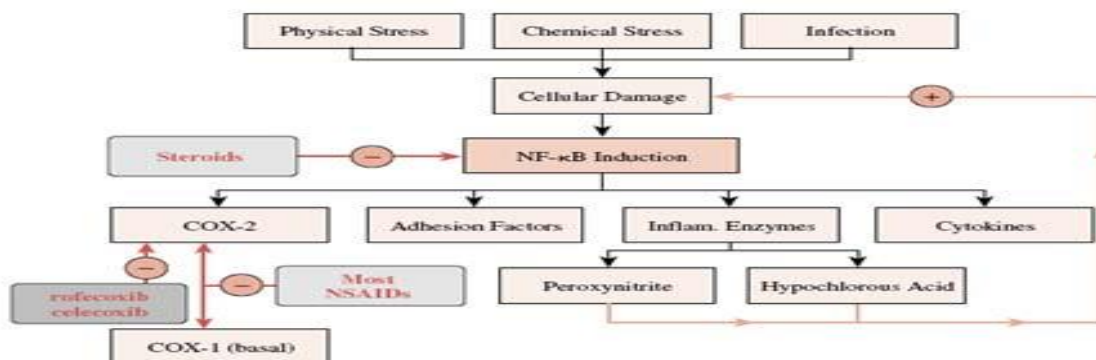 Physical Stress
Chemical Stress
Infection
Cellular Damage
+
Steroids
−
NF-κB Induction
COX-2
Adhesion Factors
Inflam. Enzymes
Cytokines
−
rofecoxib
celecoxib
−
Most
NSAIDs
Peroxynitrite
Hypochlorous Acid
COX-1 (basal)